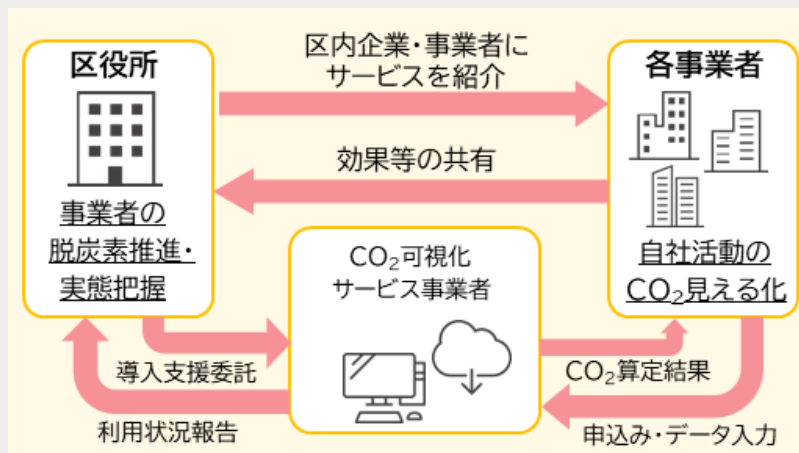 区役所
事業者の
脱炭素推進・
実態把握
区内企業・事業者に
サービスを紹介
効果等の共有
各事業者
自社活動の
CO₂見える化
CO₂可視化
サービス事業者
導入支援委託
利用状況報告
CO₂算定結果
申込み・データ入力